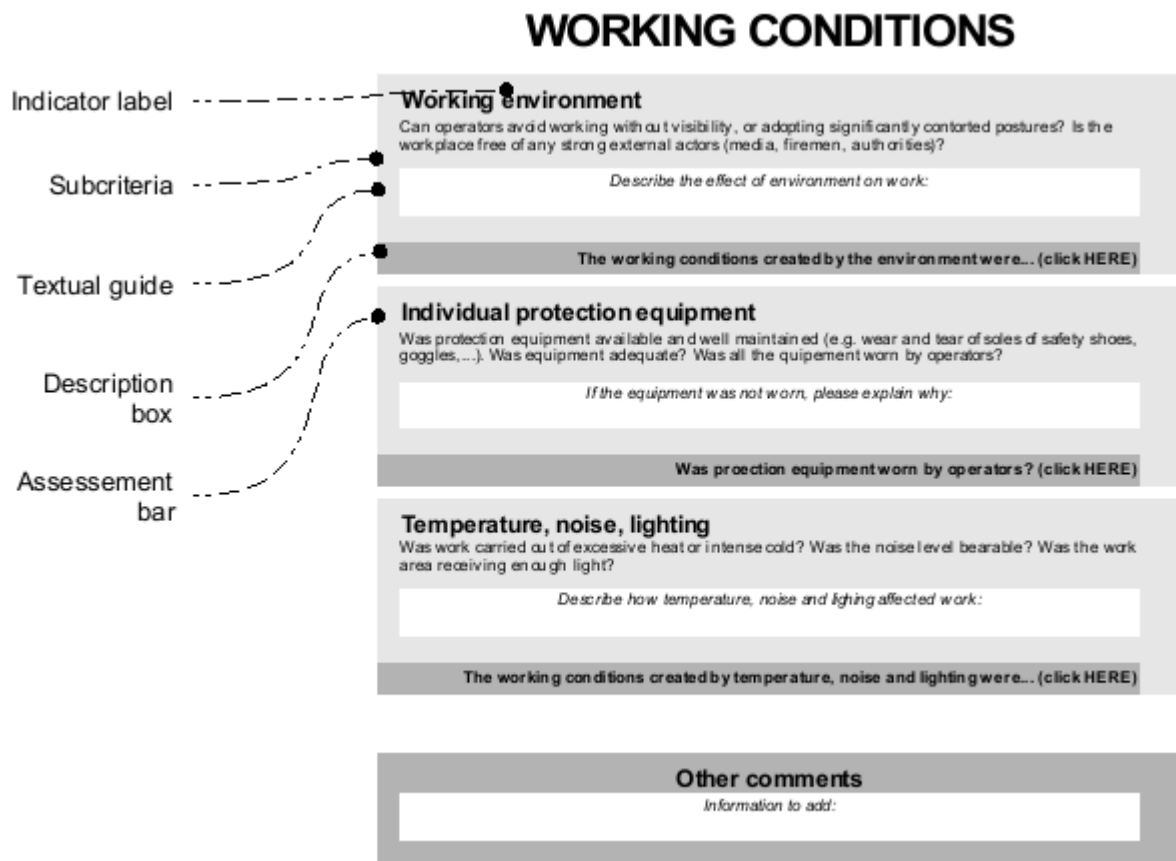 WORKING CONDITIONS
Indicator label
Subcriteria
Textual guide
Description
box
Assessement
bar
Working environment
Can operators avoid working without visibility, or adopting significantly contorted postures? Is the
workplace free of any strong external actors (media, firemen, authorities)?
Describe the effect of environment on work:
The working conditions created by the environment were... (click HERE)
Individual protection equipment
Was protection equipment available and well maintained (e.g. wear and tear of soles of safety shoes,
goggles,...). Was equipment adequate? Was all the quipement worn by operators?
If the equipment was not worn, please explain why:
Was proection equipment worn by operators? (click HERE)
Temperature, noise, lighting
Was work carried out of excessive heat or intense cold? Was the noise level bearable? Was the work
area receiving enough light?
Describe how temperature, noise and lighing affected work:
The working conditions created by temperature, noise and lighting were... (click HERE)
Other comments
Information to add: